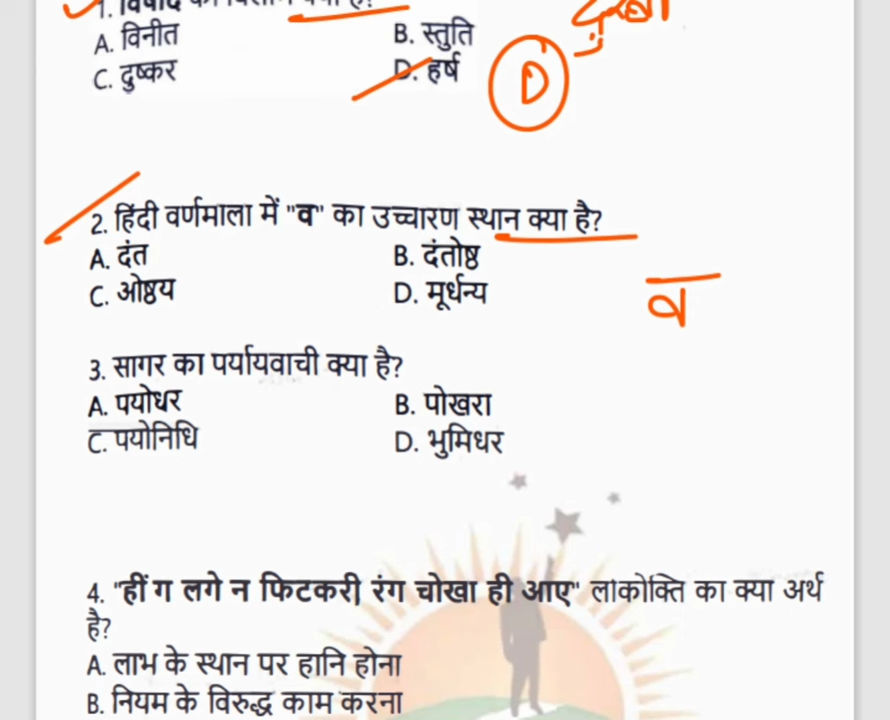 1. विषाद का विलोम क्या है?
A. विनीत B. स्तुति
C. दुष्कर D. हर्ष
D
2. हिंदी वर्णमाला में "व" का उच्चारण स्थान क्या है?
A. दंत B. दंतोष्ठ
C. ओष्ठय D. मूर्धन्य
व
3. सागर का पर्यायवाची क्या है?
A. पयोधर B. पोखरा
C. पयोनिधि D. भुमिधर
4. "हीं ग लगे न फिटकरी रंग चोखा ही आए" लाकोक्ति का क्या अर्थ
है?
A. लाभ के स्थान पर हानि होना
B. नियम के विरुद्ध काम करना